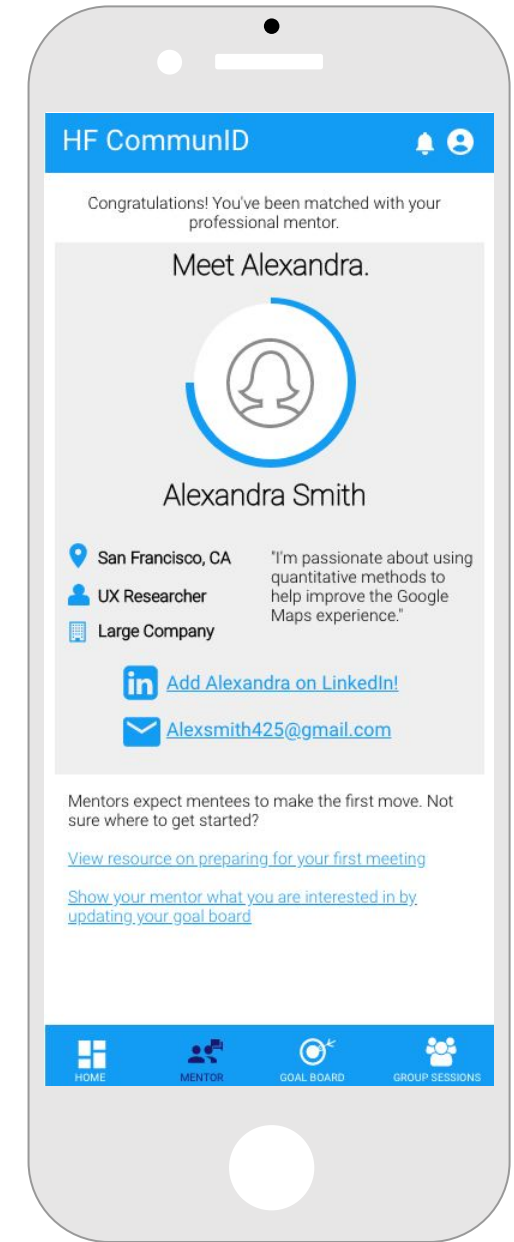 HF CommunID
Congratulations! You've been matched with your
professional mentor.
Meet Alexandra.
Alexandra Smith
San Francisco, CA
UX Researcher
Large Company
"I'm passionate about using
quantitative methods to
help improve the Google
Maps experience."
in
Add Alexandra on LinkedIn!
Alexsmith425@gmail.com
Mentors expect mentees to make the first move. Not
sure where to get started?
View resource on preparing for your first meeting
Show your mentor what you are interested in by
updating your goal board
HOME
MENTOR
GOAL BOARD
GROUP SESSIONS